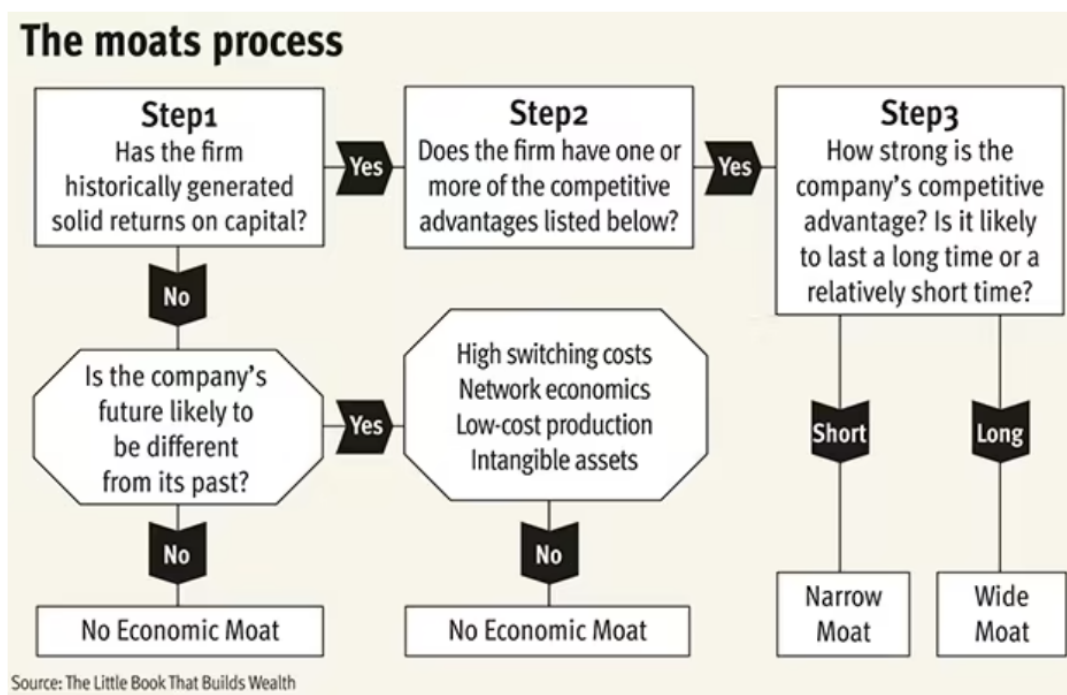 The moats process
Step1
Has the firm
historically generated
solid returns on capital?
Yes
Step2
Does the firm have one or
more of the competitive
advantages listed below?
Yes
Step3
How strong is the
company's competitive
advantage? Is it likely
to last a long time or a
relatively short time?
No
Is the company's
future likely to
be different
from its past?
Yes
High switching costs
Network economics
Low-cost production
Intangible assets
Short
Long
No
No
No Economic Moat
No Economic Moat
Narrow
Moat
Wide
Moat
Source: The Little Book That Builds Wealth